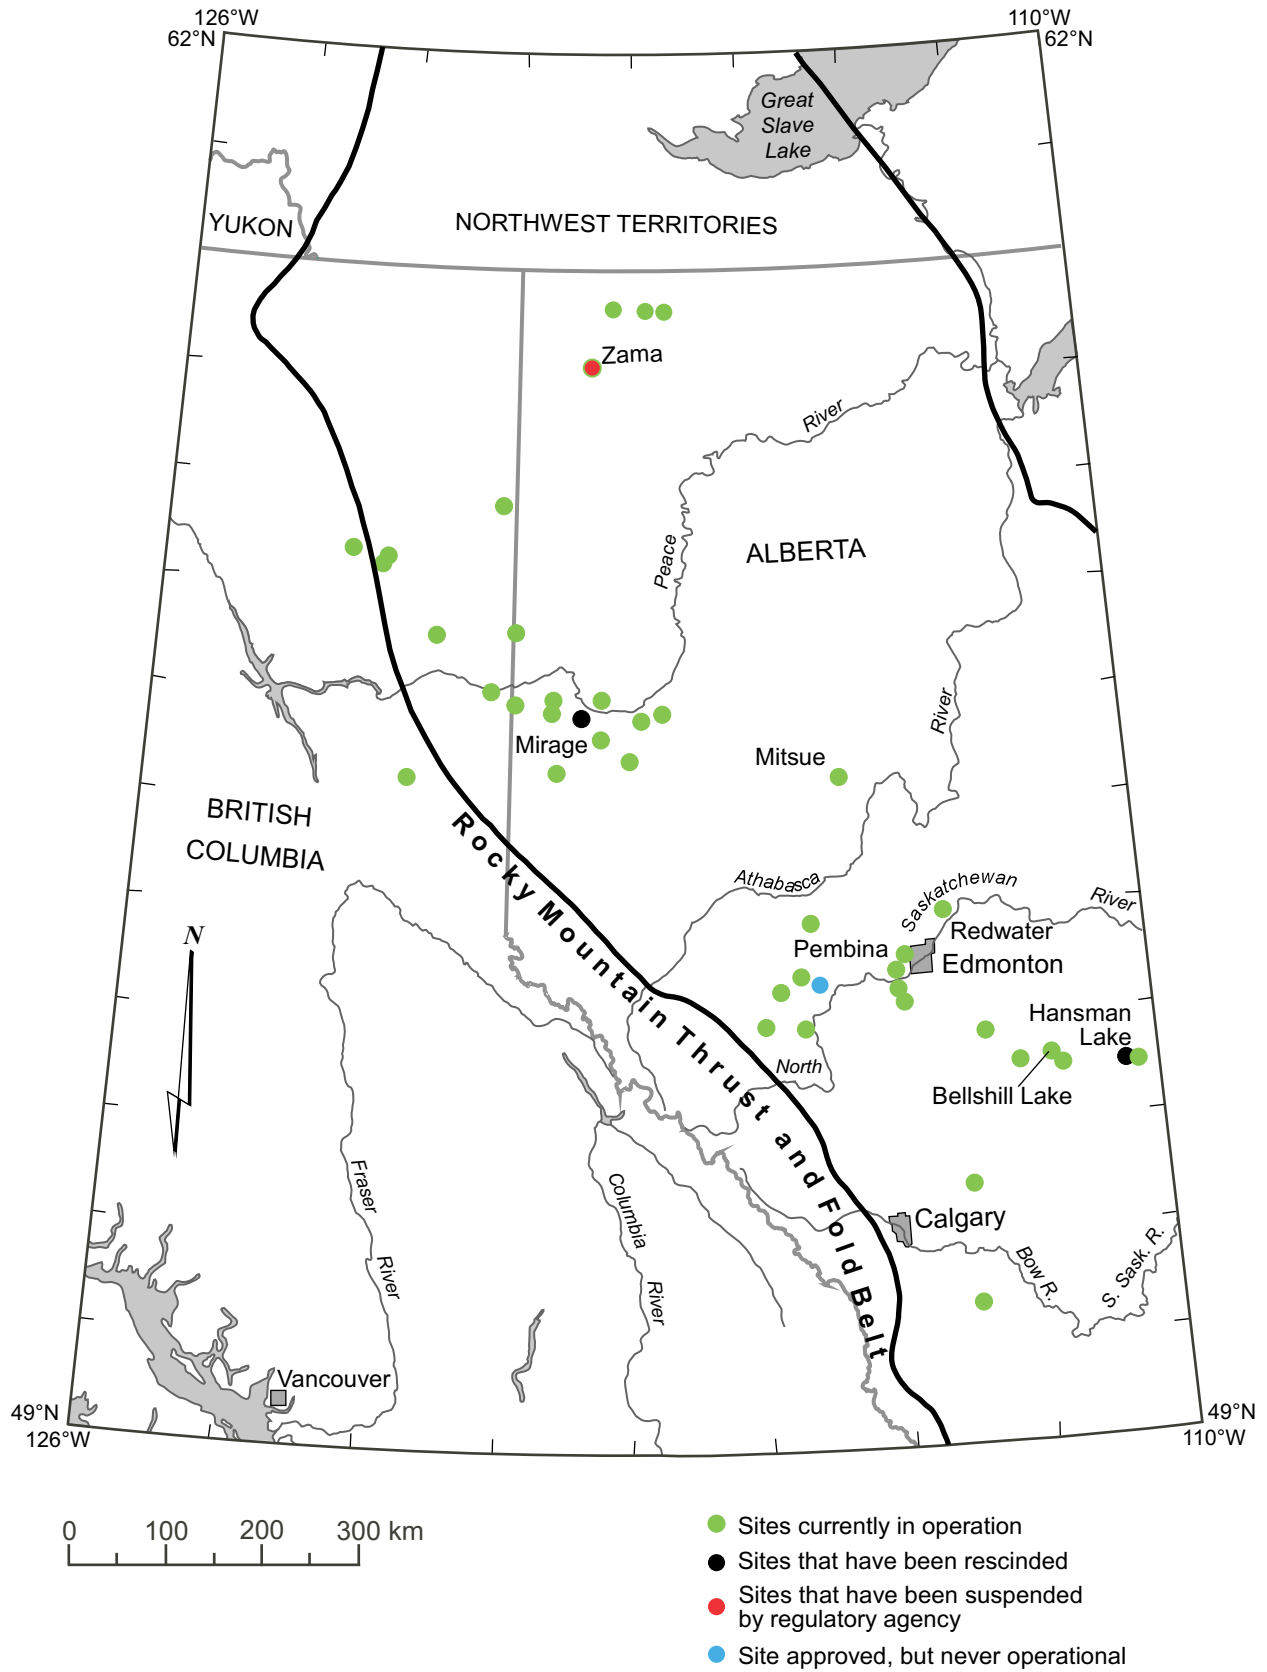 126°W
62°N
110°W
62°N
Great
Slave
Lake
YUKON
NORTHWEST TERRITORIES
Zama
River
Peace
ALBERTA
Mirage
Mitsue
River
BRITISH
COLUMBIA
Rocky Mountain Thrust and Fold Belt
Athabasca
Saskatchewan
River
N
Pembina
Redwater
Edmonton
Hansman
Lake
North
Bellshill Lake
Fraser
River
Columbia
River
Calgary
Bow R.
S. Sask. R.
Vancouver
49°N
126°W
49°N
110°W
0 100 200 300 km
Sites currently in operation
Sites that have been rescinded
Sites that have been suspended
by regulatory agency
Site approved, but never operational